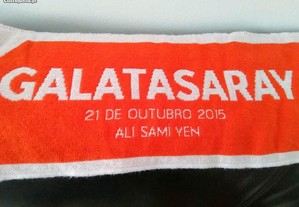 GALATASARAY
21 DE OUTUBRO 2015
ALI SAMI YEN